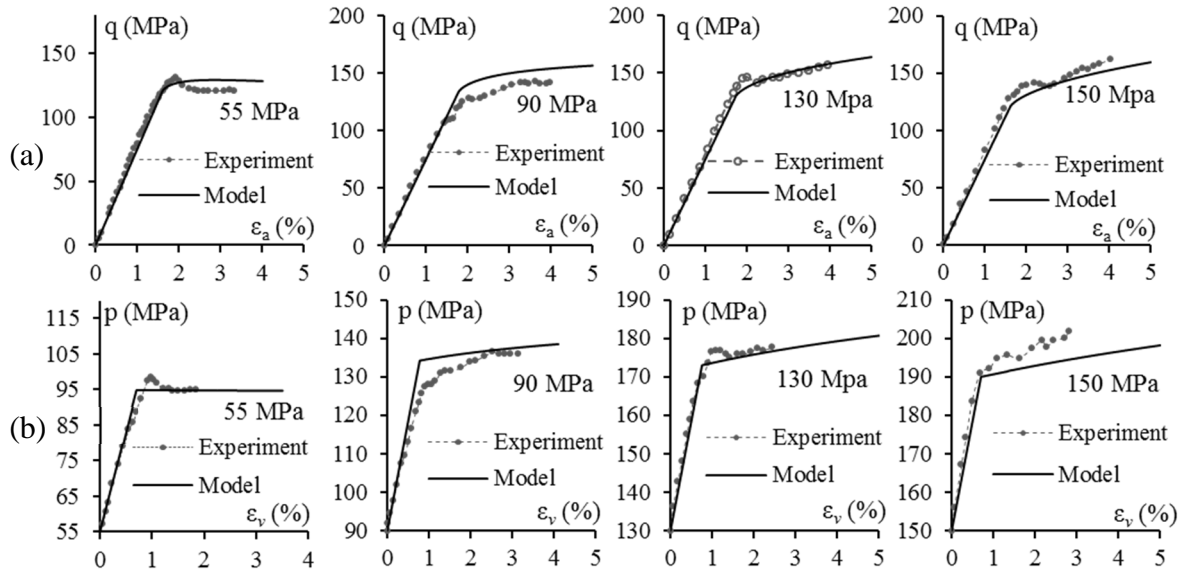 (a)
q (MPa)
150
100
50
0
55 MPa
Experiment
Model
εa (%)
0 1 2 3 4 5
q (MPa)
200
150
100
50
0
90 MPa
Experiment
Model
εa (%)
0 1 2 3 4 5
q (MPa)
200
150
100
50
0
130 Mpa
Experiment
Model
εa (%)
0 1 2 3 4 5
q (MPa)
200
150
100
50
0
150 Mpa
Experiment
Model
εa (%)
0 1 2 3 4 5
(b)
p (MPa)
115
105
95
85
75
65
55
55 MPa
Experiment
Model
εv (%)
0 1 2 3 4
p (MPa)
150
140
130
120
110
100
90
90 MPa
Experiment
Model
εv (%)
0 1 2 3 4 5
p (MPa)
190
180
170
160
150
140
130
130 Mpa
Experiment
Model
εv (%)
0 1 2 3 4 5
p (MPa)
210
200
190
180
170
160
150
150 MPa
Experiment
Model
εv (%)
0 1 2 3 4 5